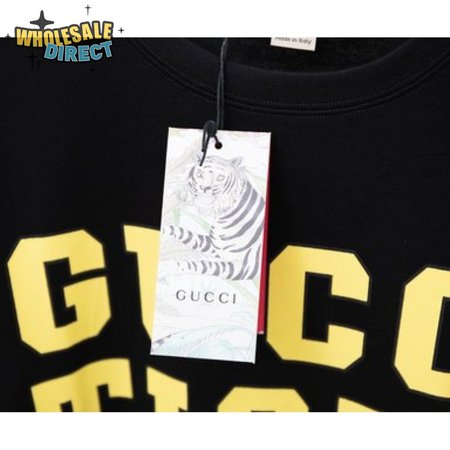 WHOLESALE
DIRECT
Made in Italy
GUCCI
GUCC